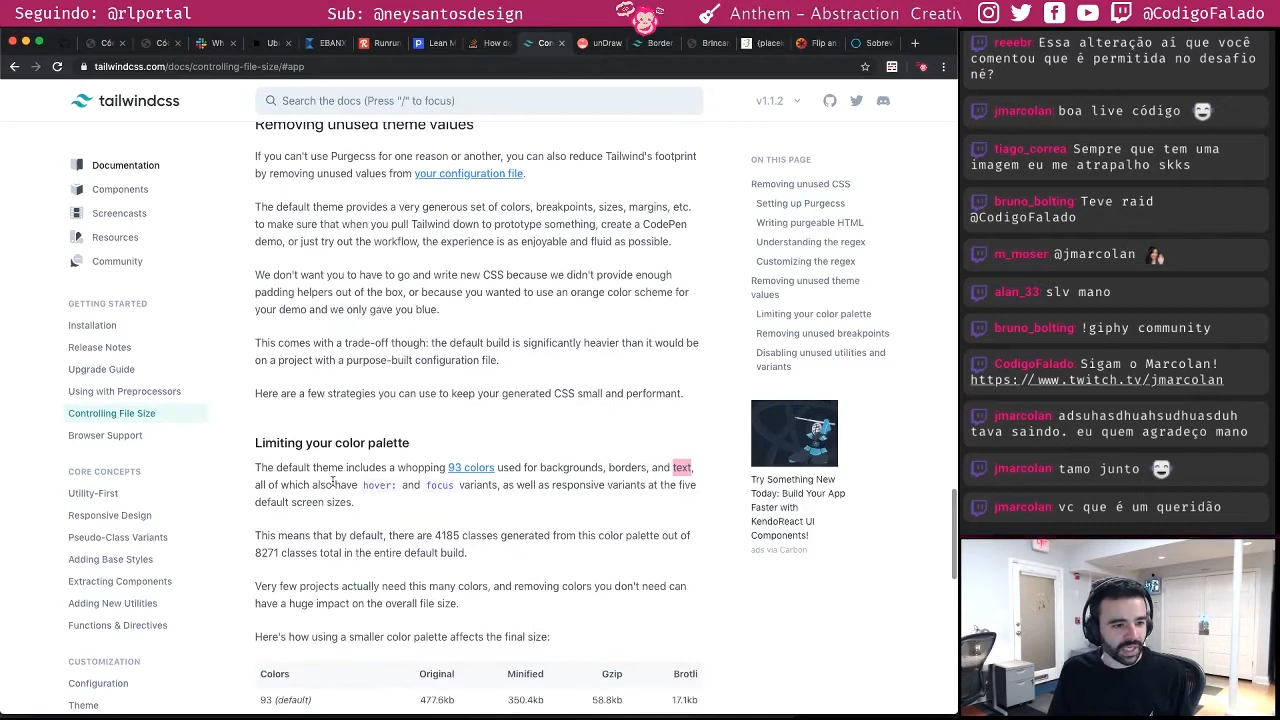 Seguindo: @rlportal
Sub: @neysantosdesign
Anthem – Abstraction
Creativ
@CodigoFalado
Có
Có
Wh
Ub
EBANX
Runrun
Lean M
How do
Cor
unDraw
Border
Brincar
{placek
Flip an
Sobrev
tailwindcss.com/docs/controlling-file-size/#app
tailwindcss
Search the docs (Press "/" to focus)
v1.1.2
Documentation
Components
Screencasts
Resources
Community
GETTING STARTED
Installation
Release Notes
Upgrade Guide
Using with Preprocessors
Controlling File Size
Browser Support
CORE CONCEPTS
Utility-First
Responsive Design
Pseudo-Class Variants
Adding Base Styles
Extracting Components
Adding New Utilities
Functions & Directives
CUSTOMIZATION
Configuration
Theme
Removing unused theme values
If you can't use Purgecss for one reason or another, you can also reduce Tailwind's footprint
by removing unused values from your configuration file.
The default theme provides a very generous set of colors, breakpoints, sizes, margins, etc.
to make sure that when you pull Tailwind down to prototype something, create a CodePen
demo, or just try out the workflow, the experience is as enjoyable and fluid as possible.
We don't want you to have to go and write new CSS because we didn't provide enough
padding helpers out of the box, or because you wanted to use an orange color scheme for
your demo and we only gave you blue.
This comes with a trade-off though: the default build is significantly heavier than it would be
on a project with a purpose-built configuration file.
Here are a few strategies you can use to keep your generated CSS small and performant.
Limiting your color palette
The default theme includes a whopping 93 colors used for backgrounds, borders, and text,
all of which also have hover: and focus variants, as well as responsive variants at the five
default screen sizes.
This means that by default, there are 4185 classes generated from this color palette out of
8271 classes total in the entire default build.
Very few projects actually need this many colors, and removing colors you don't need can
have a huge impact on the overall file size.
Here's how using a smaller color palette affects the final size:
Colors Original Minified Gzip Brotli
93 (default) 477.6kb 350.4kb 58.8kb 17.1kb
ON THIS PAGE
Removing unused CSS
Setting up Purgecss
Writing purgeable HTML
Understanding the regex
Customizing the regex
Removing unused theme
values
Limiting your color palette
Removing unused breakpoints
Disabling unused utilities and
variants
Try Something New
Today: Build Your App
Faster with
KendoReact UI
Components!
ads via Carbon
reeebr: Essa alteração aí que você
comentou que é permitida no desafio
né?
jmarcolan: boa live código
tiago_correa: Sempre que tem uma
imagem eu me atrapalho skks
bruno_bolting: Teve raid
@CodigoFalado
m_moser: @jmarcolan
alan_33: slv mano
bruno_bolting: !giphy community
CodigoFalado: Sigam o Marcolan!
https://www.twitch.tv/jmarcolan
jmarcolan: adsuhasdhuahsudhuasduh
tava saindo. eu quem agradeço mano
jmarcolan: tamo junto
jmarcolan: vc que é um queridão